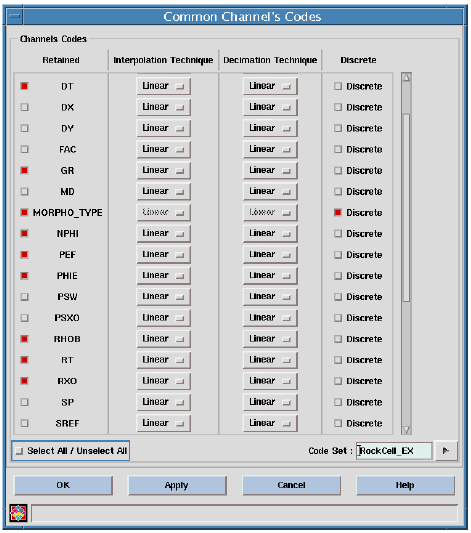 Common Channel's Codes
Channels Codes
Retained Interpolation Technique Decimation Technique Discrete
DT Linear Linear Discrete
DX Linear Linear Discrete
DY Linear Linear Discrete
FAC Linear Linear Discrete
GR Linear Linear Discrete
MD Linear Linear Discrete
MORPHO_TYPE Linear Linear Discrete
NPHI Linear Linear Discrete
PEF Linear Linear Discrete
PHIE Linear Linear Discrete
PSW Linear Linear Discrete
PSXO Linear Linear Discrete
RHOB Linear Linear Discrete
RT Linear Linear Discrete
RXO Linear Linear Discrete
SP Linear Linear Discrete
SREF Linear Linear Discrete
Select All / Unselect All Code Set : RockCell_EX
OK Apply Cancel Help